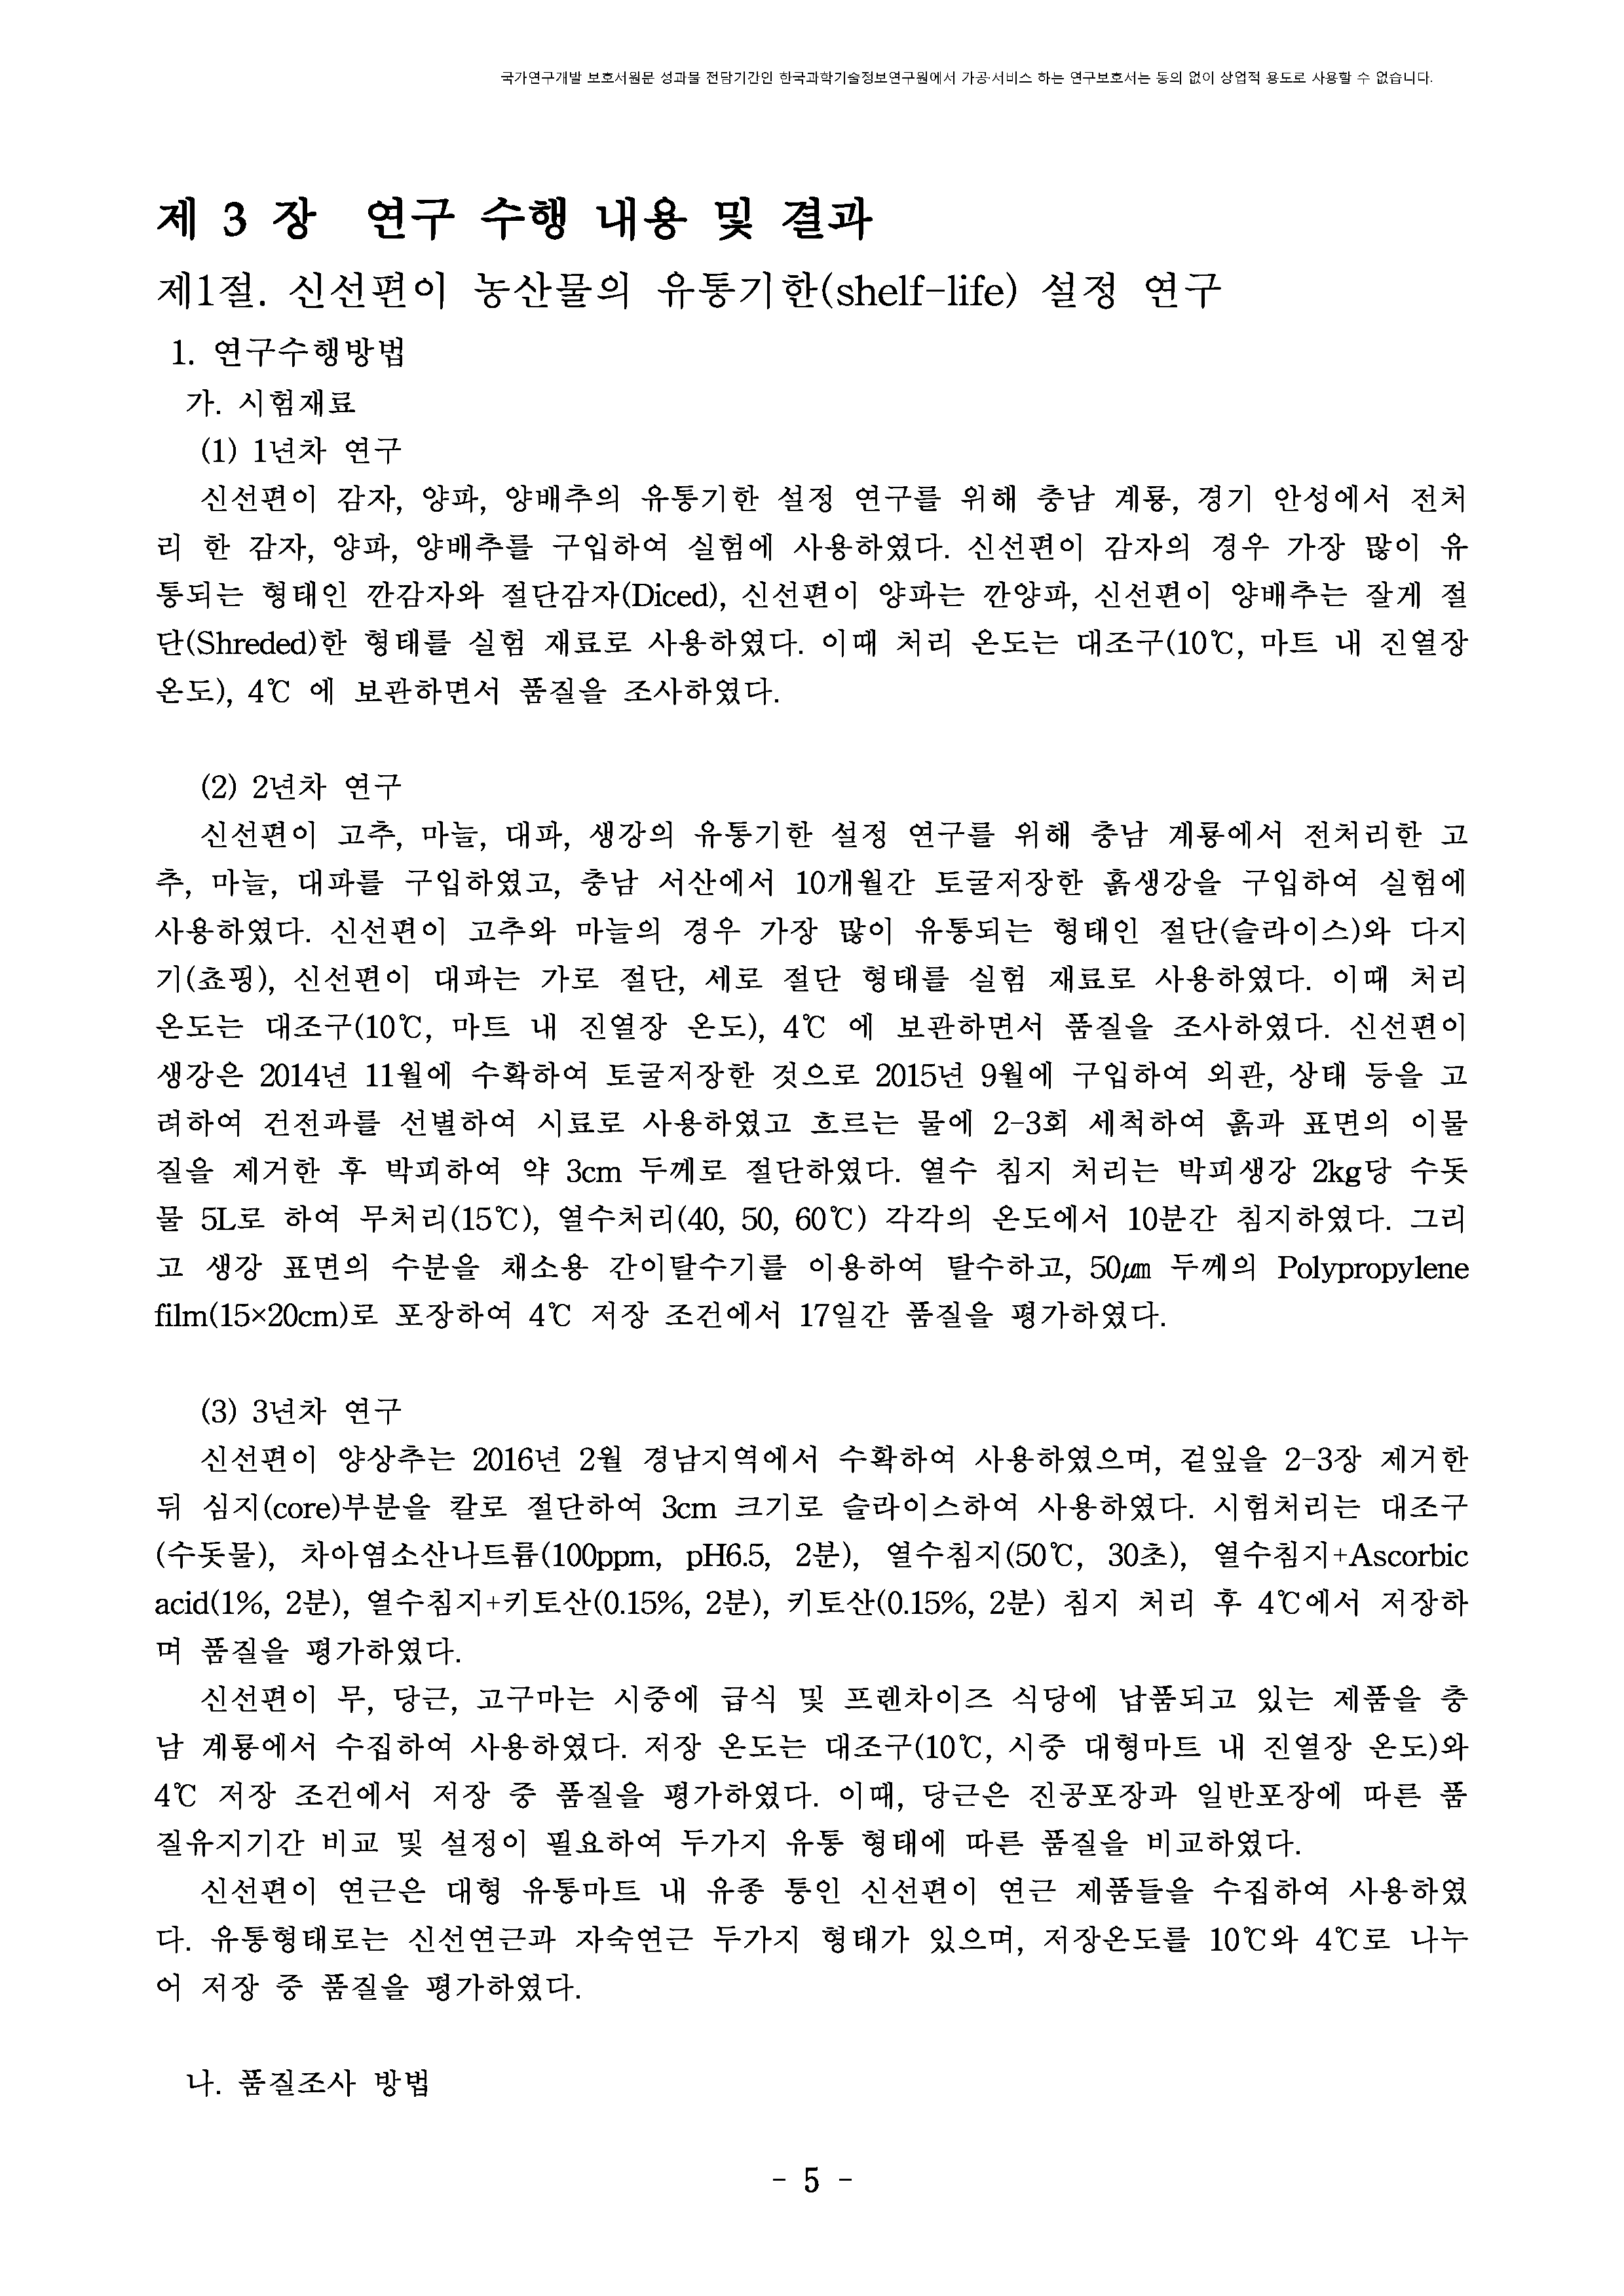 국가연구개발 보호서원문 성과물 전담기간인 한국과학기술정보연구원에서 가공·서비스 하는 연구보호서는 동의 없이 상업적 용도로 사용할 수 없습니다.
제 3 장 연구 수행 내용 및 결과
제1절. 신선편이 농산물의 유통기한(shelf-life) 설정 연구
1. 연구수행방법
가. 시험재료
(1) 1년차 연구
신선편이 감자, 양파, 양배추의 유통기한 설정 연구를 위해 충남 계룡, 경기 안성에서 전처
리 한 감자, 양파, 양배추를 구입하여 실험에 사용하였다. 신선편이 감자의 경우 가장 많이 유
통되는 형태인 깐감자와 절단감자(Diced), 신선편이 양파는 깐양파, 신선편이 양배추는 잘게 절
단(Shreded)한 형태를 실험 재료로 사용하였다. 이때 처리 온도는 대조구(10℃, 마트 내 진열장
온도), 4℃ 에 보관하면서 품질을 조사하였다.
(2) 2년차 연구
신선편이 고추, 마늘, 대파, 생강의 유통기한 설정 연구를 위해 충남 계룡에서 전처리한 고
추, 마늘, 대파를 구입하였고, 충남 서산에서 10개월간 토굴저장한 흙생강을 구입하여 실험에
사용하였다. 신선편이 고추와 마늘의 경우 가장 많이 유통되는 형태인 절단(슬라이스)와 다지
기(쵸핑), 신선편이 대파는 가로 절단, 세로 절단 형태를 실험 재료로 사용하였다. 이때 처리
온도는 대조구(10℃, 마트 내 진열장 온도), 4℃ 에 보관하면서 품질을 조사하였다. 신선편이
생강은 2014년 11월에 수확하여 토굴저장한 것으로 2015년 9월에 구입하여 외관, 상태 등을 고
려하여 건전과를 선별하여 시료로 사용하였고 흐르는 물에 2-3회 세척하여 흙과 표면의 이물
질을 제거한 후 박피하여 약 3cm 두께로 절단하였다. 열수 침지 처리는 박피생강 2kg당 수돗
물 5L로 하여 무처리(15℃), 열수처리(40, 50, 60℃) 각각의 온도에서 10분간 침지하였다. 그리
고 생강 표면의 수분을 채소용 간이탈수기를 이용하여 탈수하고, 50㎛ 두께의 Polypropylene
film(15×20cm)로 포장하여 4℃ 저장 조건에서 17일간 품질을 평가하였다.
(3) 3년차 연구
신선편이 양상추는 2016년 2월 경남지역에서 수확하여 사용하였으며, 겉잎을 2-3장 제거한
뒤 심지(core)부분을 칼로 절단하여 3cm 크기로 슬라이스하여 사용하였다. 시험처리는 대조구
(수돗물), 차아염소산나트륨(100ppm, pH6.5, 2분), 열수침지(50℃, 30초), 열수침지+Ascorbic
acid(1%, 2분), 열수침지+키토산(0.15%, 2분), 키토산(0.15%, 2분) 침지 처리 후 4℃에서 저장하
며 품질을 평가하였다.
신선편이 무, 당근, 고구마는 시중에 급식 및 프렌차이즈 식당에 납품되고 있는 제품을 충
남 계룡에서 수집하여 사용하였다. 저장 온도는 대조구(10℃, 시중 대형마트 내 진열장 온도)와
4℃ 저장 조건에서 저장 중 품질을 평가하였다. 이때, 당근은 진공포장과 일반포장에 따른 품
질유지기간 비교 및 설정이 필요하여 두가지 유통 형태에 따른 품질을 비교하였다.
신선편이 연근은 대형 유통마트 내 유종 통인 신선편이 연근 제품들을 수집하여 사용하였
다. 유통형태로는 신선연근과 자숙연근 두가지 형태가 있으며, 저장온도를 10℃와 4℃로 나누
어 저장 중 품질을 평가하였다.
나. 품질조사 방법
- 5 -